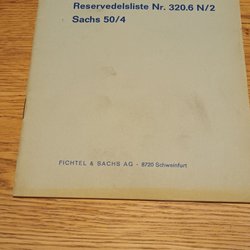 Reservedelsliste Nr. 320.6 N/2
Sachs 50/4
FICHTEL & SACHS AG - 8720 Schweinfurt